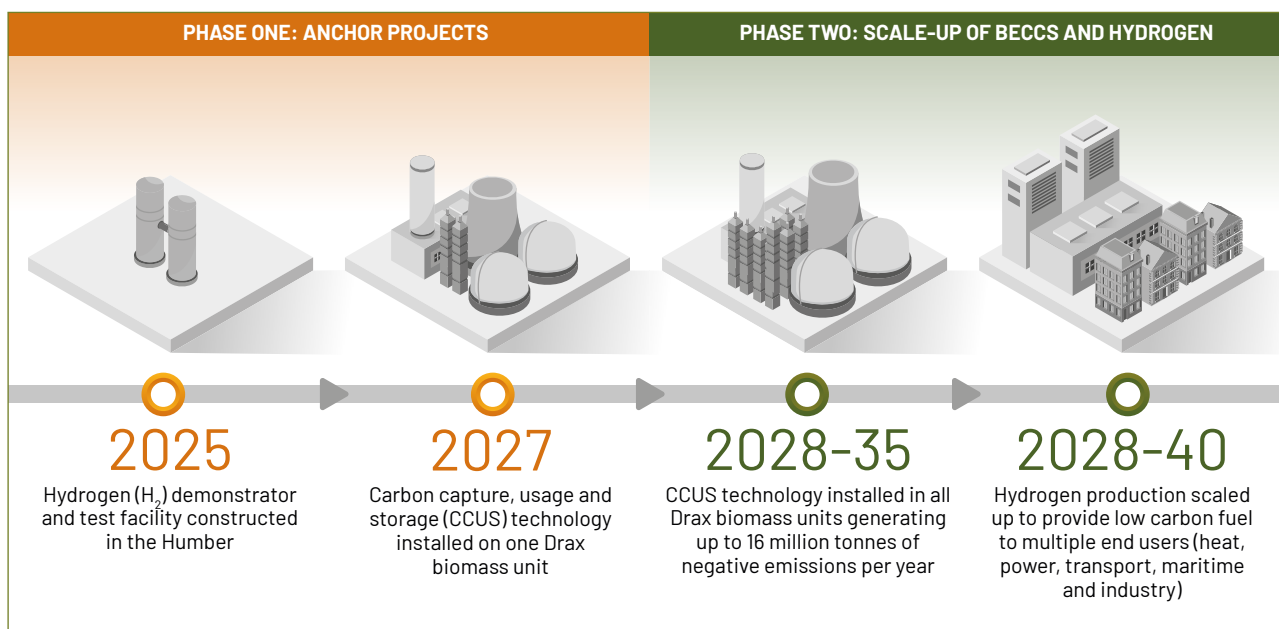 PHASE ONE: ANCHOR PROJECTS
PHASE TWO: SCALE-UP OF BECCS AND HYDROGEN
2025
Hydrogen (H₂) demonstrator
and test facility constructed
in the Humber
2027
Carbon capture, usage and
storage (CCUS) technology
installed on one Drax
biomass unit
2028-35
CCUS technology installed in all
Drax biomass units generating
up to 16 million tonnes of
negative emissions per year
2028-40
Hydrogen production scaled
up to provide low carbon fuel
to multiple end users (heat,
power, transport, maritime
and industry)